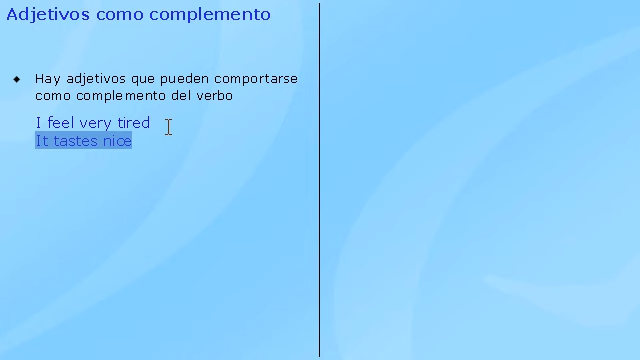 Adjetivos como complemento
Hay adjetivos que pueden comportarse
como complemento del verbo
I feel very tired
It tastes nice